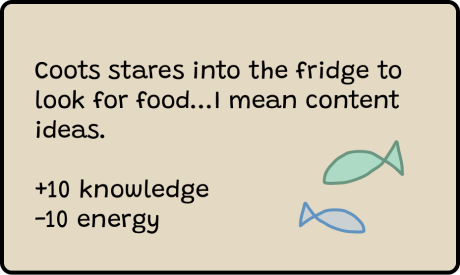 Coots stares into the fridge to
look for food...I mean content
ideas.
+10 knowledge
-10 energy